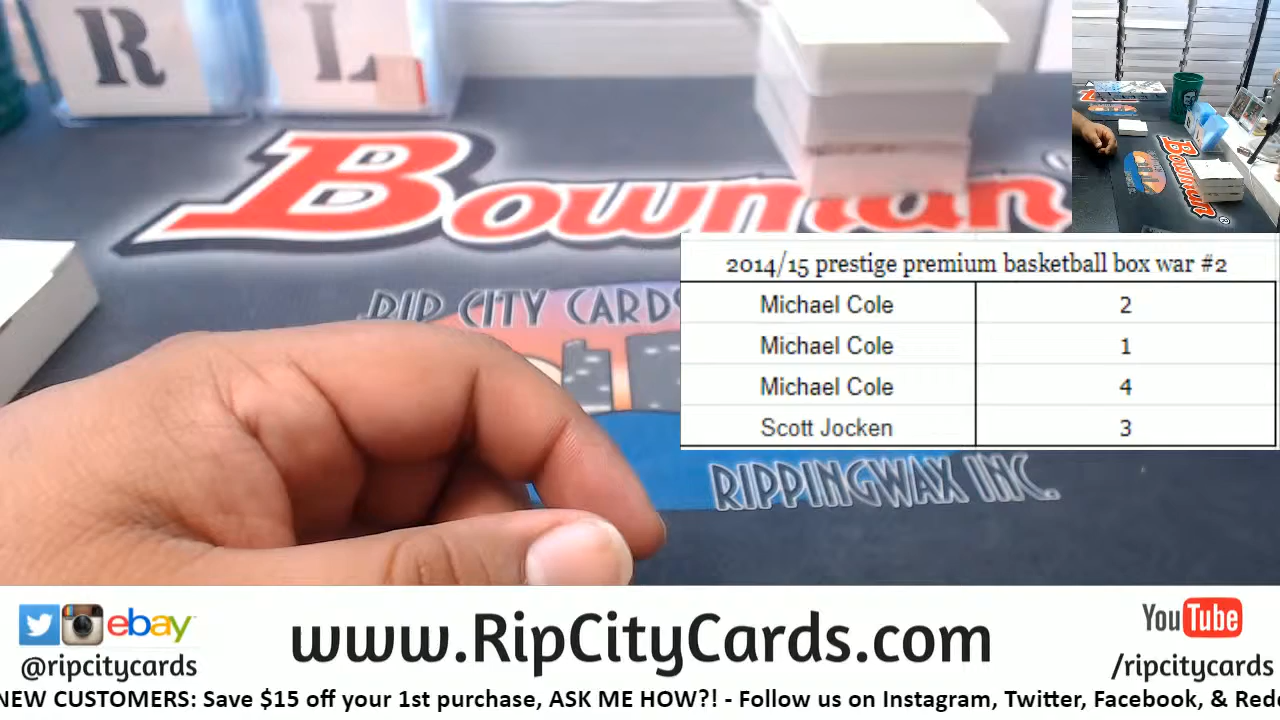 R L
Bowman
RIP CITY CARDS
RIPPINGWAX INC.
2014/15 prestige premium basketball box war #2
Michael Cole 2
Michael Cole 1
Michael Cole 4
Scott Jocken 3
ebay
www.RipCityCards.com
You Tube
@ripcitycards
/ripcitycards
NEW CUSTOMERS: Save $15 off your 1st purchase, ASK ME HOW?! - Follow us on Instagram, Twitter, Facebook, &